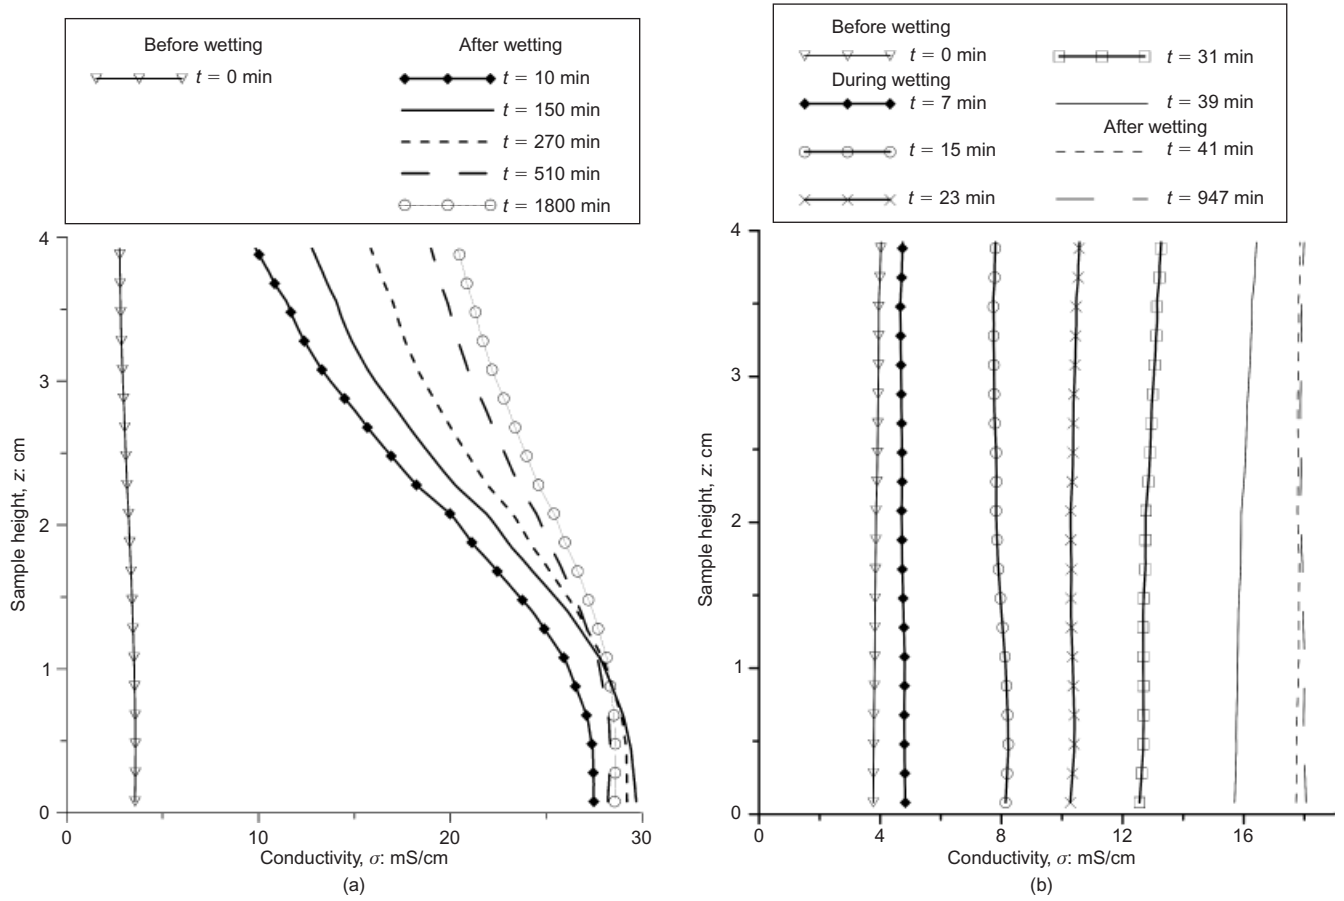 Before wetting
t = 0 min
After wetting
t = 10 min
t = 150 min
t = 270 min
t = 510 min
t = 1800 min
4
3
2
1
0
Sample height, z: cm
0
10
20
30
Conductivity, σ: mS/cm
(a)
Before wetting
t = 0 min
During wetting
t = 7 min
t = 15 min
t = 23 min
t = 31 min
t = 39 min
After wetting
t = 41 min
t = 947 min
4
3
2
1
0
Sample height, z: cm
0
4
8
12
16
Conductivity, σ: mS/cm
(b)